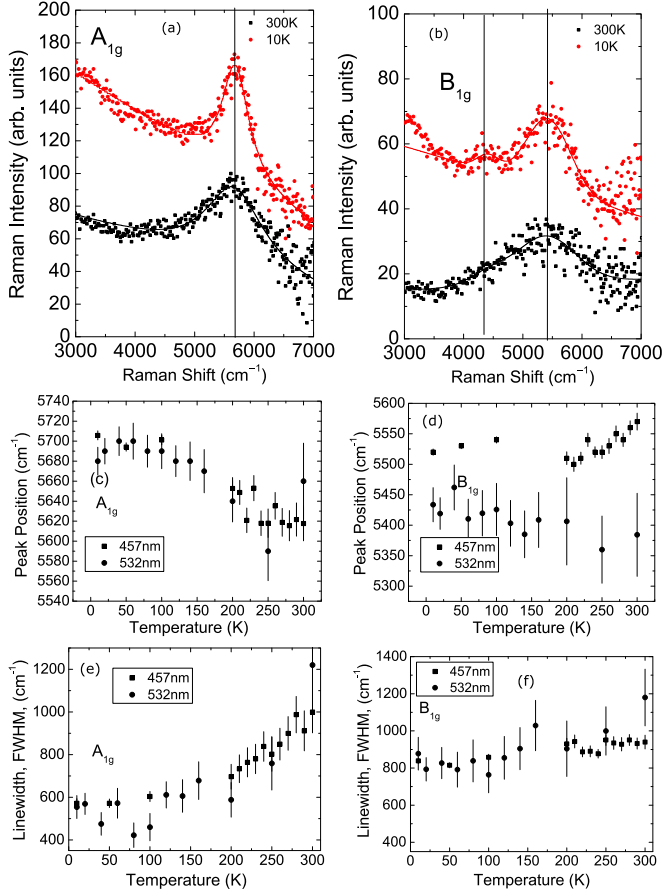 A1g
(a)
300K
10K
Raman Intensity (arb. units)
200
180
160
140
120
100
80
60
40
20
0
3000 4000 5000 6000 7000
Raman Shift (cm−1)
(b)
300K
10K
B1g
Raman Intensity (arb. units)
100
80
60
40
20
0
3000 4000 5000 6000 7000
Raman Shift (cm−1)
Peak Position (cm-1)
5740
5720
5700
5680
5660
5640
5620
5600
5580
5560
5540
(c)
A1g
457nm
532nm
0 50 100 150 200 250 300
Temperature (K)
Peak Position (cm-1)
5600
5550
5500
5450
5400
5350
5300
(d)
B1g
457nm
532nm
0 50 100 150 200 250 300
Temperature (K)
Linewidth, FWHM, (cm-1)
1200
1000
800
600
400
(e)
457nm
532nm
A1g
0 50 100 150 200 250 300
Temperature (K)
Linewidth, FWHM, (cm-1)
1400
1200
1000
800
600
400
457nm
532nm
(f)
B1g
0 50 100 150 200 250 300
Temperature (K)